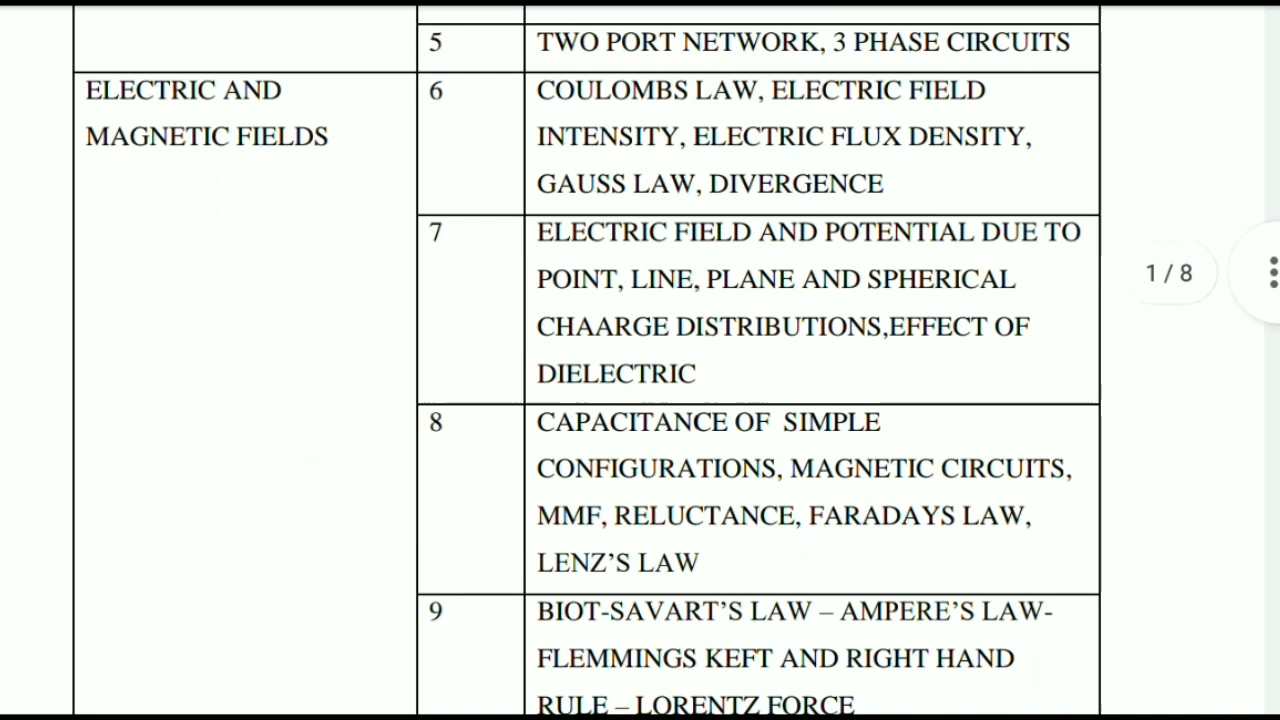 5
TWO PORT NETWORK, 3 PHASE CIRCUITS
ELECTRIC AND
MAGNETIC FIELDS
6
COULOMBS LAW, ELECTRIC FIELD
INTENSITY, ELECTRIC FLUX DENSITY,
GAUSS LAW, DIVERGENCE
7
ELECTRIC FIELD AND POTENTIAL DUE TO
POINT, LINE, PLANE AND SPHERICAL
CHAARGE DISTRIBUTIONS,EFFECT OF
DIELECTRIC
8
CAPACITANCE OF SIMPLE
CONFIGURATIONS, MAGNETIC CIRCUITS,
MMF, RELUCTANCE, FARADAYS LAW,
LENZ’S LAW
9
BIOT-SAVART’S LAW – AMPERE’S LAW-
FLEMMINGS KEFT AND RIGHT HAND
RULE – LORENTZ FORCE
1 / 8